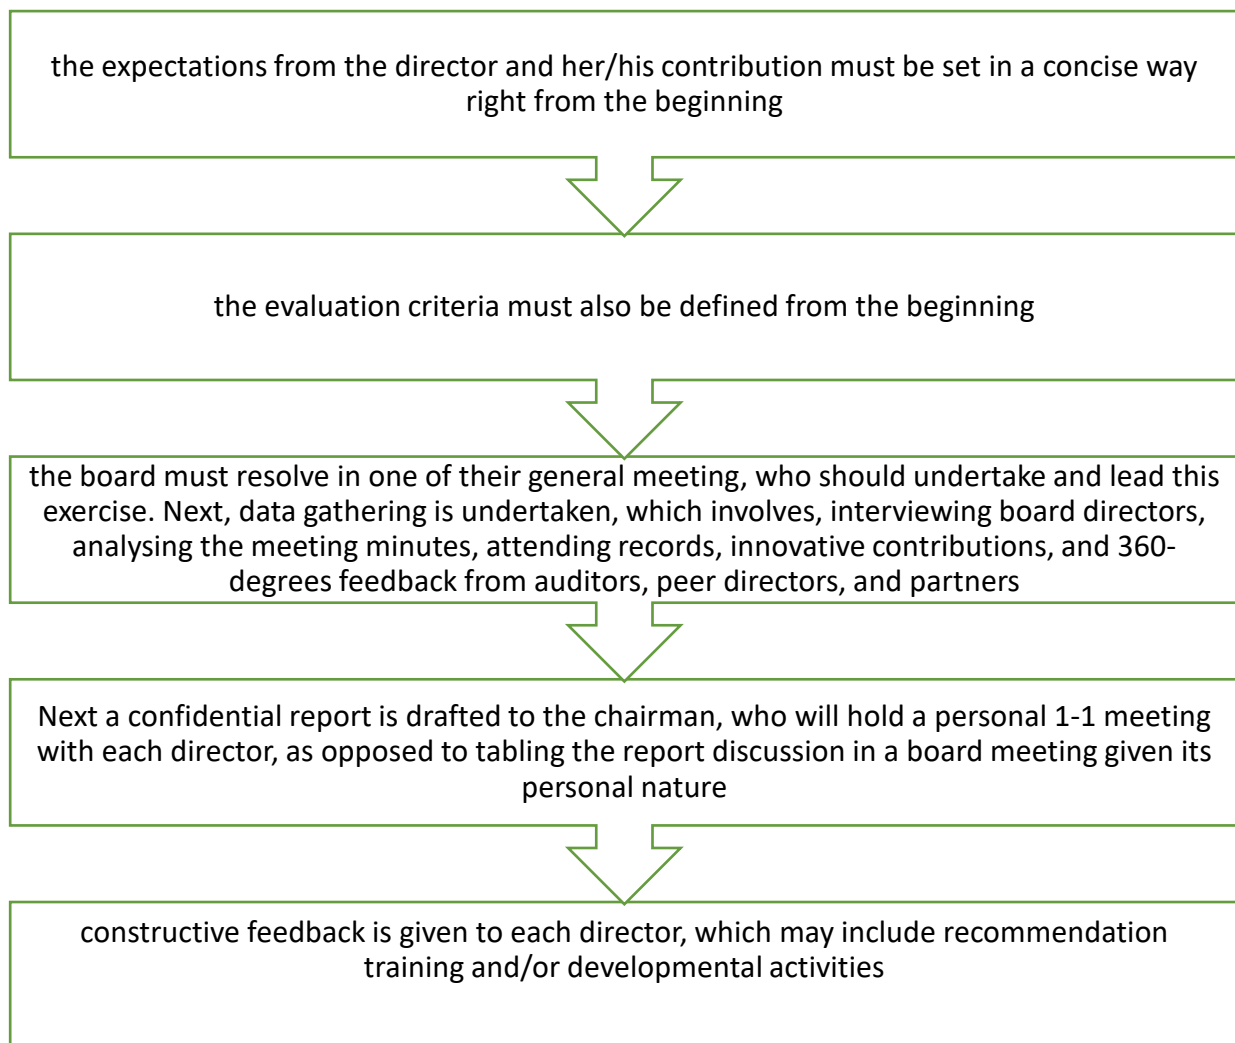 the expectations from the director and her/his contribution must be set in a concise way
right from the beginning
the evaluation criteria must also be defined from the beginning
the board must resolve in one of their general meeting, who should undertake and lead this
exercise. Next, data gathering is undertaken, which involves, interviewing board directors,
analysing the meeting minutes, attending records, innovative contributions, and 360-
degrees feedback from auditors, peer directors, and partners
Next a confidential report is drafted to the chairman, who will hold a personal 1-1 meeting
with each director, as opposed to tabling the report discussion in a board meeting given its
personal nature
constructive feedback is given to each director, which may include recommendation
training and/or developmental activities